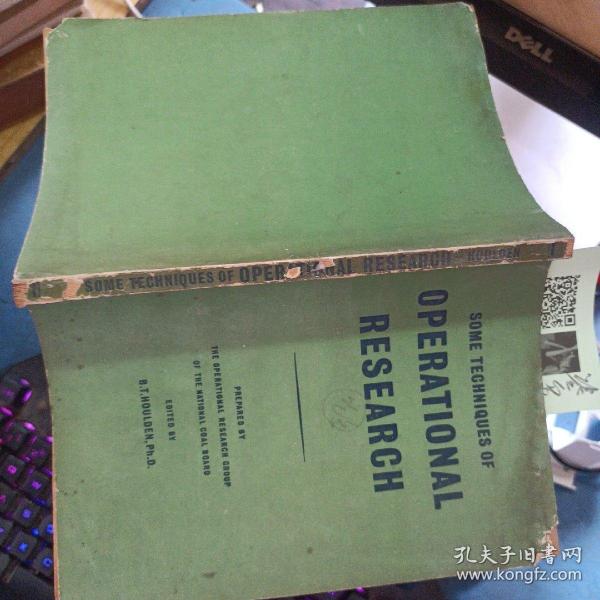 DELL
SOME TECHNIQUES OF OPERATIONAL RESEARCH HOULDEN
SOME TECHNIQUES OF
OPERATIONAL
RESEARCH
PREPARED BY
THE OPERATIONAL RESEARCH GROUP
OF THE NATIONAL COAL BOARD
EDITED BY
B.T. HOULDEN, Ph.D.
孔夫子旧书网
www.kongfz.com